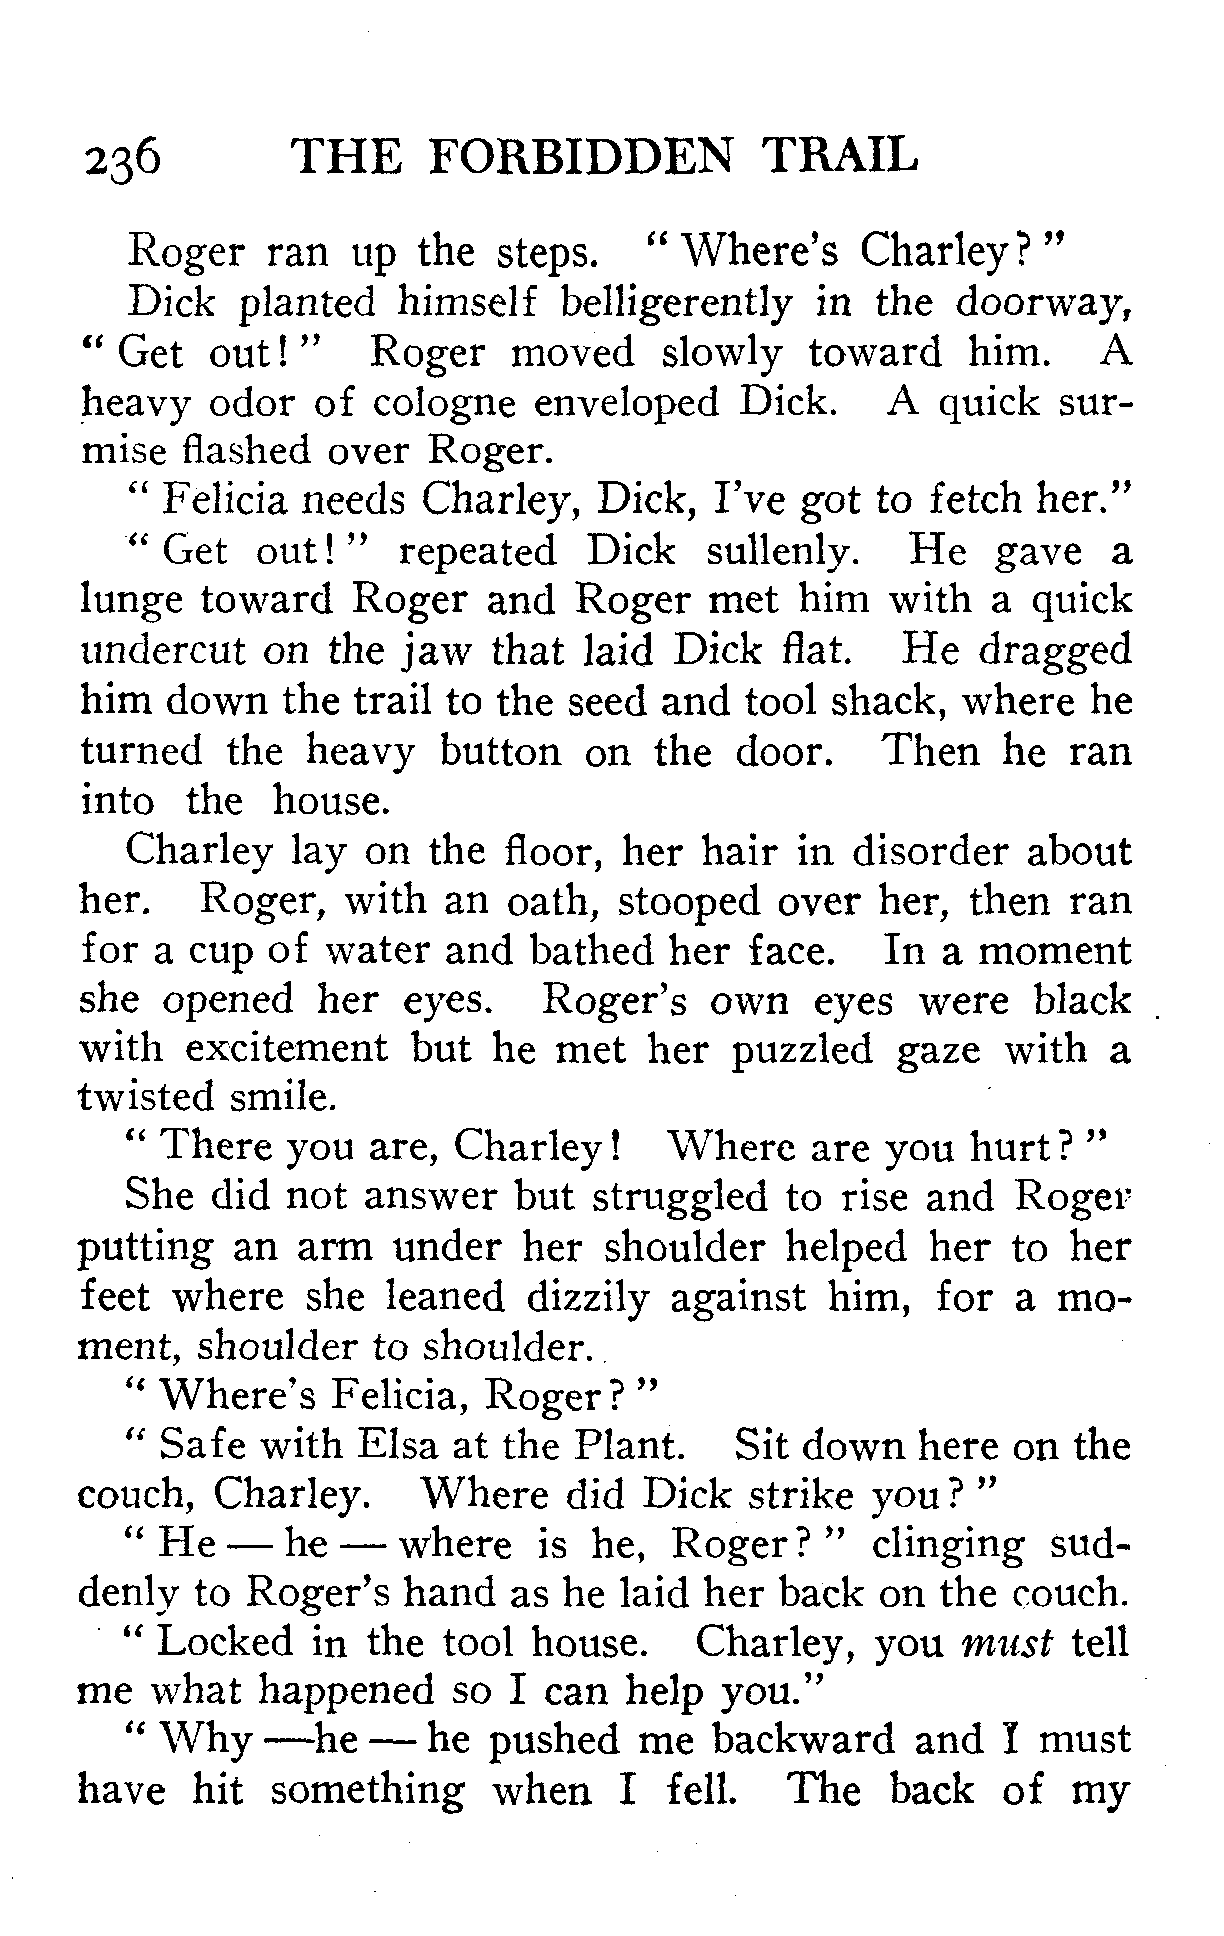 236 THE FORBIDDEN TRAIL
Roger ran up the steps. “ Where’s Charley? ”
Dick planted himself belligerently in the doorway,
“ Get out! ” Roger moved slowly toward him. A
heavy odor of cologne enveloped Dick. A quick sur-
mise flashed over Roger.
“ Felicia needs Charley, Dick, I’ve got to fetch her.”
“ Get out! ” repeated Dick sullenly. He gave a
lunge toward Roger and Roger met him with a quick
undercut on the jaw that laid Dick flat. He dragged
him down the trail to the seed and tool shack, where he
turned the heavy button on the door. Then he ran
into the house.
Charley lay on the floor, her hair in disorder about
her. Roger, with an oath, stooped over her, then ran
for a cup of water and bathed her face. In a moment
she opened her eyes. Roger’s own eyes were black
with excitement but he met her puzzled gaze with a
twisted smile.
“ There you are, Charley! Where are you hurt? ”
She did not answer but struggled to rise and Roger
putting an arm under her shoulder helped her to her
feet where she leaned dizzily against him, for a mo-
ment, shoulder to shoulder.
“ Where’s Felicia, Roger? ”
“ Safe with Elsa at the Plant. Sit down here on the
couch, Charley. Where did Dick strike you? ”
“ He — he — where is he, Roger? ” clinging sud-
denly to Roger’s hand as he laid her back on the couch.
“ Locked in the tool house. Charley, you must tell
me what happened so I can help you.”
“ Why —he — he pushed me backward and I must
have hit something when I fell. The back of my